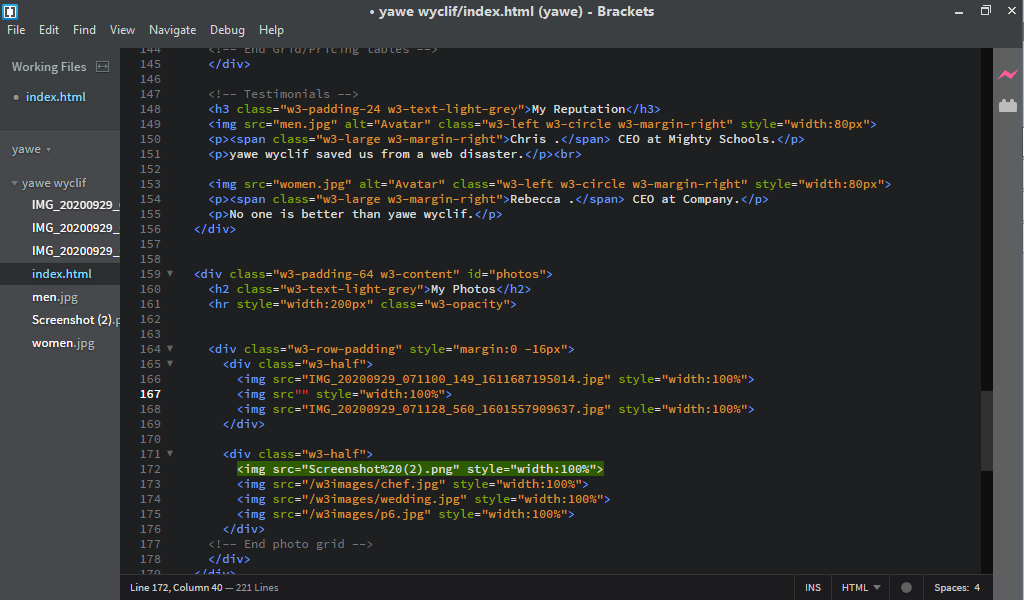 • yawe wyclif/index.html (yawe) - Brackets
File Edit Find View Navigate Debug Help
Working Files
• index.html
yawe
yawe wyclif
IMG_20200929_
IMG_20200929_
IMG_20200929_
index.html
men.jpg
Screenshot (2).p
women.jpg
144 <!-- End Grid/Pricing tables -->
145 </div>
146
147 <!-- Testimonials -->
148 <h3 class="w3-padding-24 w3-text-light-grey">My Reputation</h3>
149 <img src="men.jpg" alt="Avatar" class="w3-left w3-circle w3-margin-right" style="width:80px">
150 <p><span class="w3-large w3-margin-right">Chris .</span> CEO at Mighty Schools.</p>
151 <p>yawe wyclif saved us from a web disaster.</p><br>
152
153 <img src="women.jpg" alt="Avatar" class="w3-left w3-circle w3-margin-right" style="width:80px">
154 <p><span class="w3-large w3-margin-right">Rebecca .</span> CEO at Company.</p>
155 <p>No one is better than yawe wyclif.</p>
156 </div>
157
158
159 <div class="w3-padding-64 w3-content" id="photos">
160 <h2 class="w3-text-light-grey">My Photos</h2>
161 <hr style="width:200px" class="w3-opacity">
162
163
164 <div class="w3-row-padding" style="margin:0 -16px">
165 <div class="w3-half">
166 <img src="IMG_20200929_071100_149_1611687195014.jpg" style="width:100%">
167 <img src"" style="width:100%">
168 <img src="IMG_20200929_071128_560_1601557909637.jpg" style="width:100%">
169 </div>
170
171 <div class="w3-half">
172 <img src="Screenshot%20(2).png" style="width:100%">
173 <img src="/w3images/chef.jpg" style="width:100%">
174 <img src="/w3images/wedding.jpg" style="width:100%">
175 <img src="/w3images/p6.jpg" style="width:100%">
176 </div>
177 <!-- End photo grid -->
178 </div>
179 </div>
Line 172, Column 40 — 221 Lines INS HTML Spaces: 4